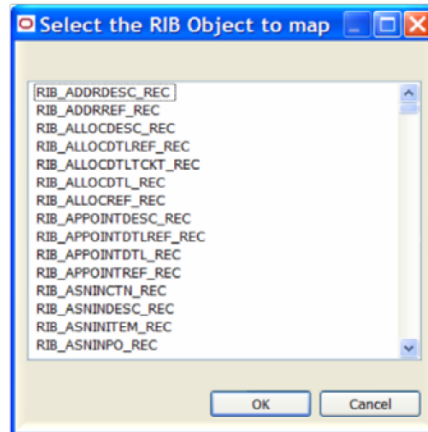 Select the RIB Object to map
RIB_ADDRDESC_REC
RIB_ADDRREF_REC
RIB_ALLOCDESC_REC
RIB_ALLOCDTLREF_REC
RIB_ALLOCDTLTCKT_REC
RIB_ALLOCDTL_REC
RIB_ALLOCREF_REC
RIB_APPOINTDESC_REC
RIB_APPOINTDTLREF_REC
RIB_APPOINTDTL_REC
RIB_APPOINTREF_REC
RIB_ASNINCTN_REC
RIB_ASNINDESC_REC
RIB_ASNINITEM_REC
RIB_ASNINPO_REC
OK Cancel